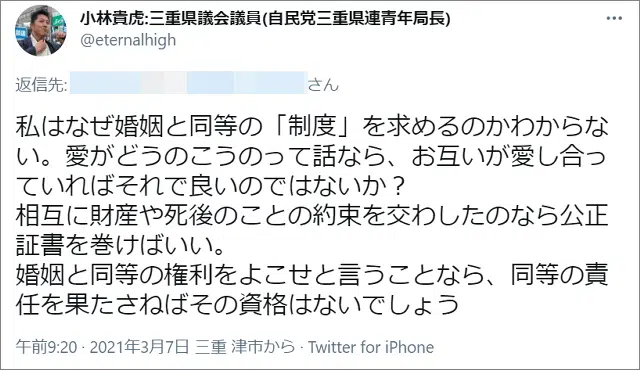 小林貴虎:三重県議会議員(自民党三重県連青年局長)
@eternalhigh
返信先:
さん
私はなぜ婚姻と同等の「制度」を求めるのかわからな
い。愛がどうのこうのって話なら、お互いが愛し合っ
ていればそれで良いのではないか？
相互に財産や死後のことの約束を交わしたのなら公正
証書を巻けばいい。
婚姻と同等の権利をよこせと言うことなら、同等の責
任を果たさねばその資格はないでしょう
午前9:20 · 2021年3月7日 三重 津市から · Twitter for iPhone